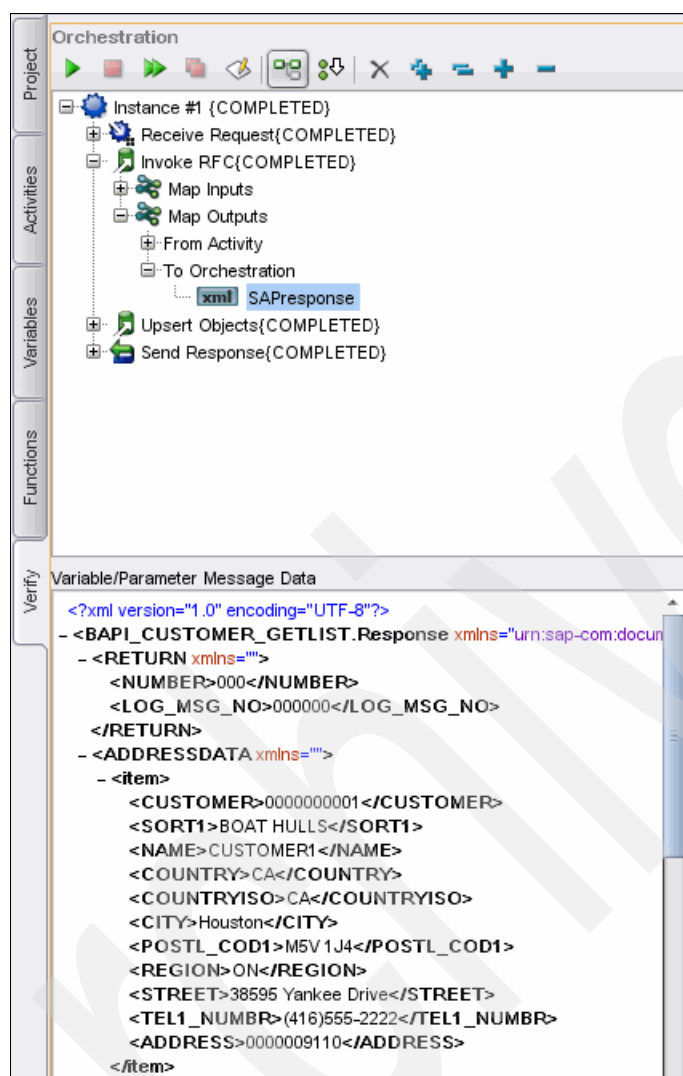 Orchestration
Project
Activities
Variables
Functions
Verify
Instance #1 {COMPLETED}
Receive Request{COMPLETED}
Invoke RFC{COMPLETED}
Map Inputs
Map Outputs
From Activity
To Orchestration
xml SAPresponse
Upsert Objects{COMPLETED}
Send Response{COMPLETED}
Variable/Parameter Message Data
<?xml version="1.0" encoding="UTF-8"?>
– <BAPI_CUSTOMER_GETLIST.Response xmlns="urn:sap-com:docum
– <RETURN xmlns="">
<NUMBER>000</NUMBER>
<LOG_MSG_NO>000000</LOG_MSG_NO>
</RETURN>
– <ADDRESSDATA xmlns="">
– <item>
<CUSTOMER>0000000001</CUSTOMER>
<SORT1>BOAT HULLS</SORT1>
<NAME>CUSTOMER1</NAME>
<COUNTRY>CA</COUNTRY>
<COUNTRYISO>CA</COUNTRYISO>
<CITY>Houston</CITY>
<POSTL_COD1>M5V 1J4</POSTL_COD1>
<REGION>ON</REGION>
<STREET>38595 Yankee Drive</STREET>
<TEL1_NUMBR>(416)555-2222</TEL1_NUMBR>
<ADDRESS>0000009110</ADDRESS>
</item>